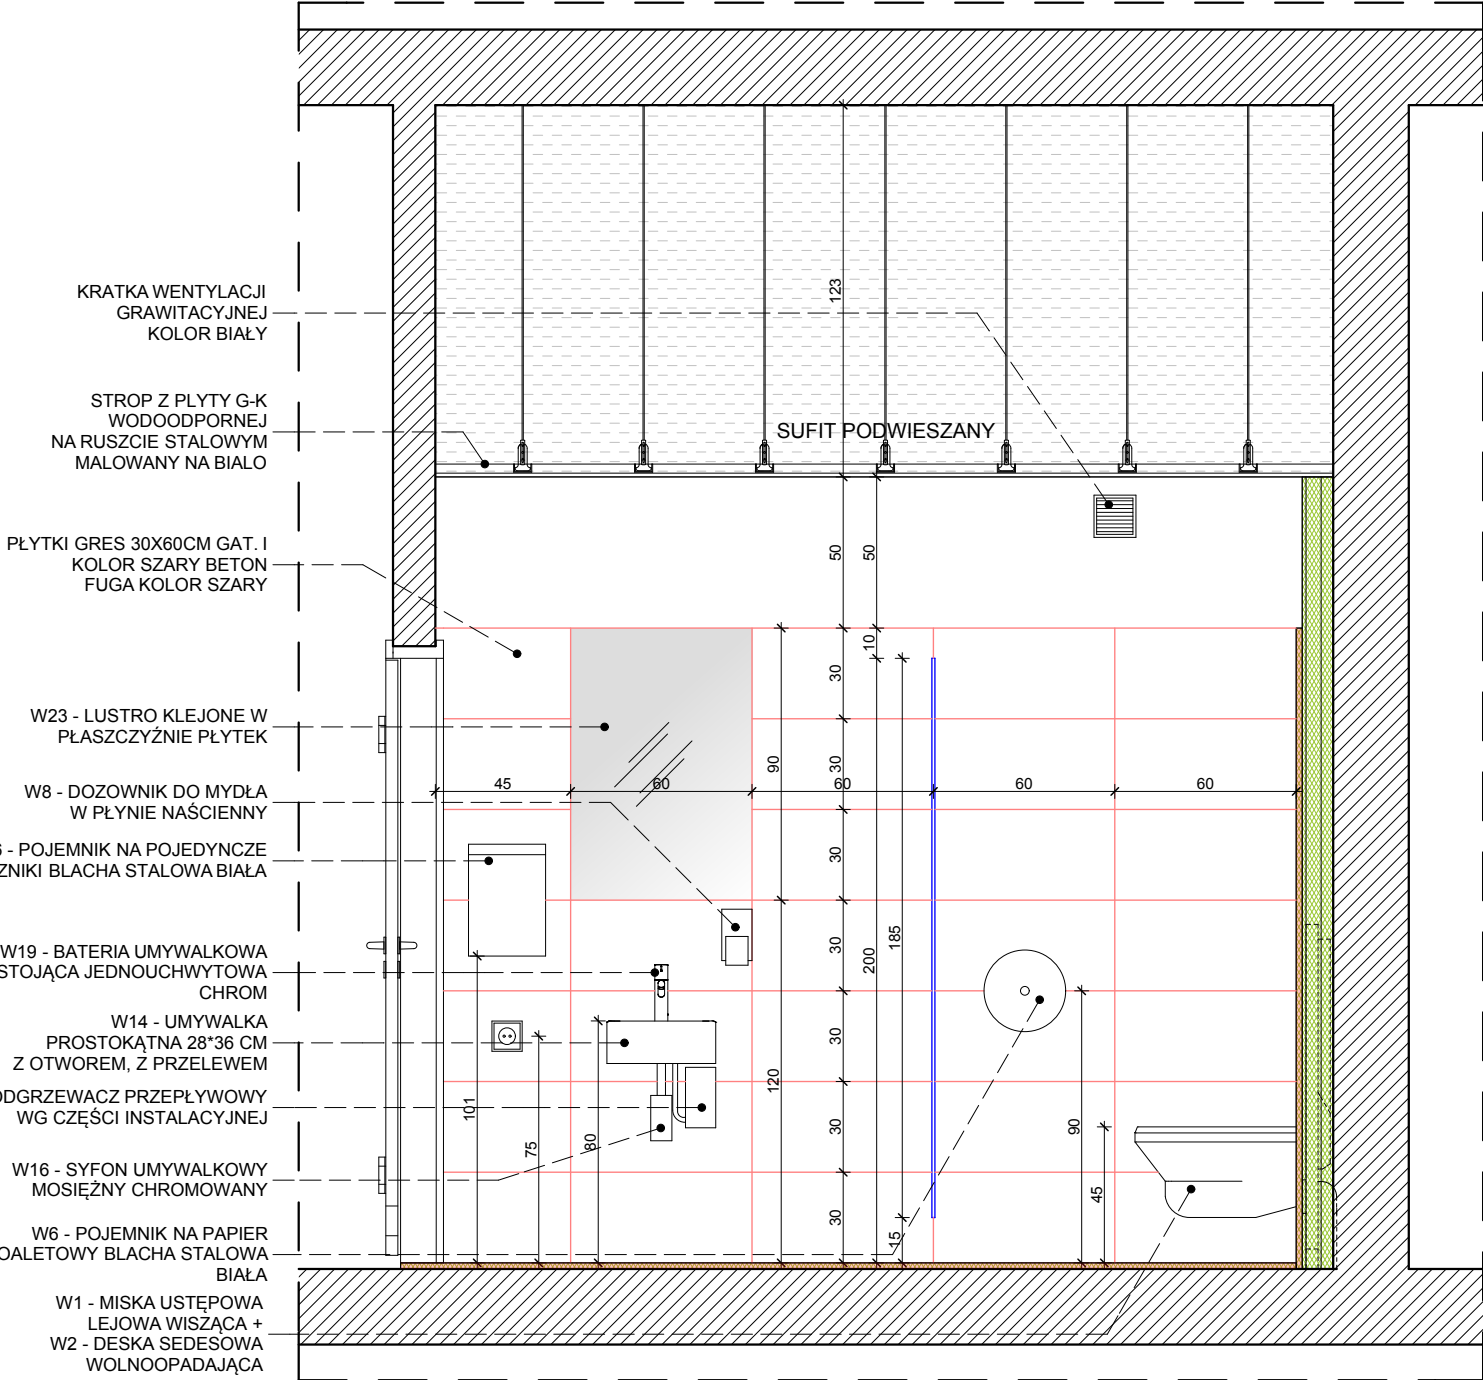 KRATKA WENTYLACJI
GRAWITACYJNEJ
KOLOR BIAŁY
STROP Z PLYTY G-K
WODOODPORNEJ
NA RUSZCIE STALOWYM
MALOWANY NA BIALO
PŁYTKI GRES 30X60CM GAT. I
KOLOR SZARY BETON
FUGA KOLOR SZARY
W23 - LUSTRO KLEJONE W
PŁASZCZYŹNIE PŁYTEK
W8 - DOZOWNIK DO MYDŁA
W PŁYNIE NAŚCIENNY
- POJEMNIK NA POJEDYNCZE
BLACHA STALOWA BIAŁA
W19 - BATERIA UMYWALKOWA
STOJĄCA JEDNOUCHWYTOWA
CHROM
W14 - UMYWALKA
PROSTOKĄTNA 28*36 CM
Z OTWOREM, Z PRZELEWEM
PRZEPŁYWOWY
WG CZĘŚCI INSTALACYJNEJ
W16 - SYFON UMYWALKOWY
MOSIĘŻNY CHROMOWANY
W6 - POJEMNIK NA PAPIER
BLACHA STALOWA
BIAŁA
W1 - MISKA USTĘPOWA
LEJOWA WISZĄCA +
W2 - DESKA SEDESOWA
WOLNOOPADAJĄCA
123
SUFIT PODWIESZANY
50
50
10
30
90
30
45
60
60
60
60
30
30
200
185
30
101
75
80
120
30
90
45
30
15